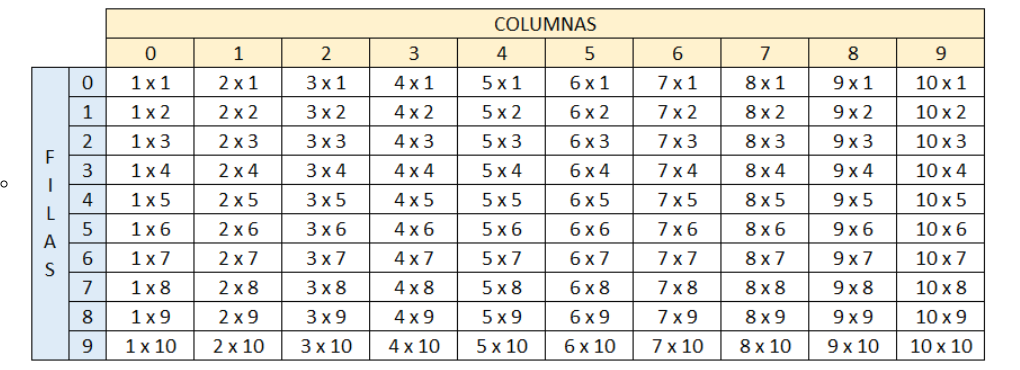 COLUMNAS
0 1 2 3 4 5 6 7 8 9
FILAS
0 1 x 1 2 x 1 3 x 1 4 x 1 5 x 1 6 x 1 7 x 1 8 x 1 9 x 1 10 x 1
1 1 x 2 2 x 2 3 x 2 4 x 2 5 x 2 6 x 2 7 x 2 8 x 2 9 x 2 10 x 2
2 1 x 3 2 x 3 3 x 3 4 x 3 5 x 3 6 x 3 7 x 3 8 x 3 9 x 3 10 x 3
3 1 x 4 2 x 4 3 x 4 4 x 4 5 x 4 6 x 4 7 x 4 8 x 4 9 x 4 10 x 4
4 1 x 5 2 x 5 3 x 5 4 x 5 5 x 5 6 x 5 7 x 5 8 x 5 9 x 5 10 x 5
5 1 x 6 2 x 6 3 x 6 4 x 6 5 x 6 6 x 6 7 x 6 8 x 6 9 x 6 10 x 6
6 1 x 7 2 x 7 3 x 7 4 x 7 5 x 7 6 x 7 7 x 7 8 x 7 9 x 7 10 x 7
7 1 x 8 2 x 8 3 x 8 4 x 8 5 x 8 6 x 8 7 x 8 8 x 8 9 x 8 10 x 8
8 1 x 9 2 x 9 3 x 9 4 x 9 5 x 9 6 x 9 7 x 9 8 x 9 9 x 9 10 x 9
9 1 x 10 2 x 10 3 x 10 4 x 10 5 x 10 6 x 10 7 x 10 8 x 10 9 x 10 10 x 10